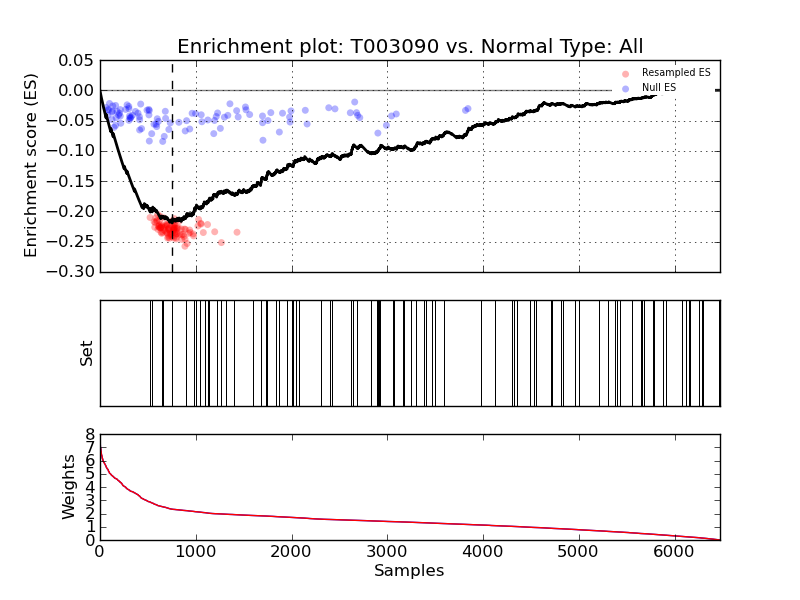 Enrichment plot: T003090 vs. Normal Type: All
Enrichment score (ES)
0.05
0.00
−0.05
−0.10
−0.15
−0.20
−0.25
−0.30
Resampled ES
Null ES
Set
Weights
8
7
6
5
4
3
2
1
0
0 1000 2000 3000 4000 5000 6000
Samples